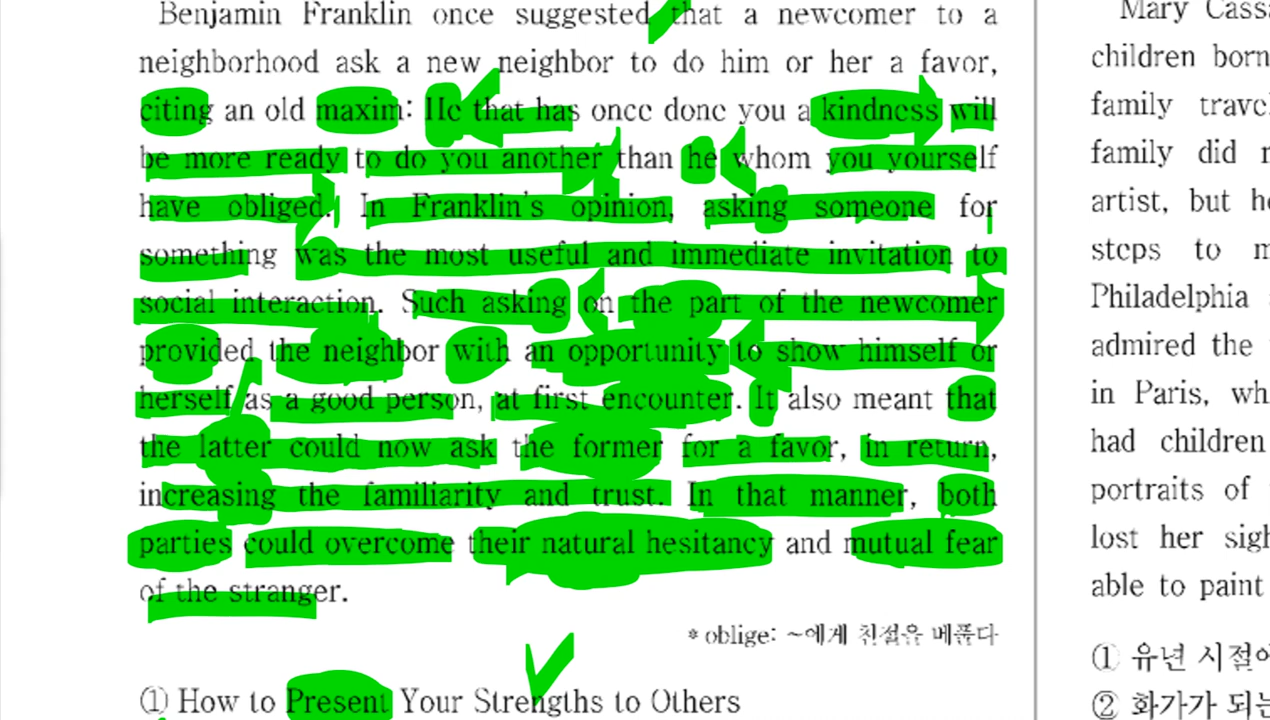 Benjamin Franklin once suggested that a newcomer to a
neighborhood ask a new neighbor to do him or her a favor,
citing an old maxim: He that has once done you a kindness will
be more ready to do you another than he whom you yourself
have obliged. In Franklin's opinion, asking someone for
something was the most useful and immediate invitation to
social interaction. Such asking on the part of the newcomer
provided the neighbor with an opportunity to show himself or
herself as a good person, at first encounter. It also meant that
the latter could now ask the former for a favor, in return,
increasing the familiarity and trust. In that manner, both
parties could overcome their natural hesitancy and mutual fear
of the stranger.
* oblige: ~에게 친절을 베풀다
① How to Present Your Strengths to Others
Mary
children born
family
family did
artist, but
steps to
Philadelphia
admired the
in Paris,
had children
portraits of
lost her
able to paint
① 유년
② 화가가 되는